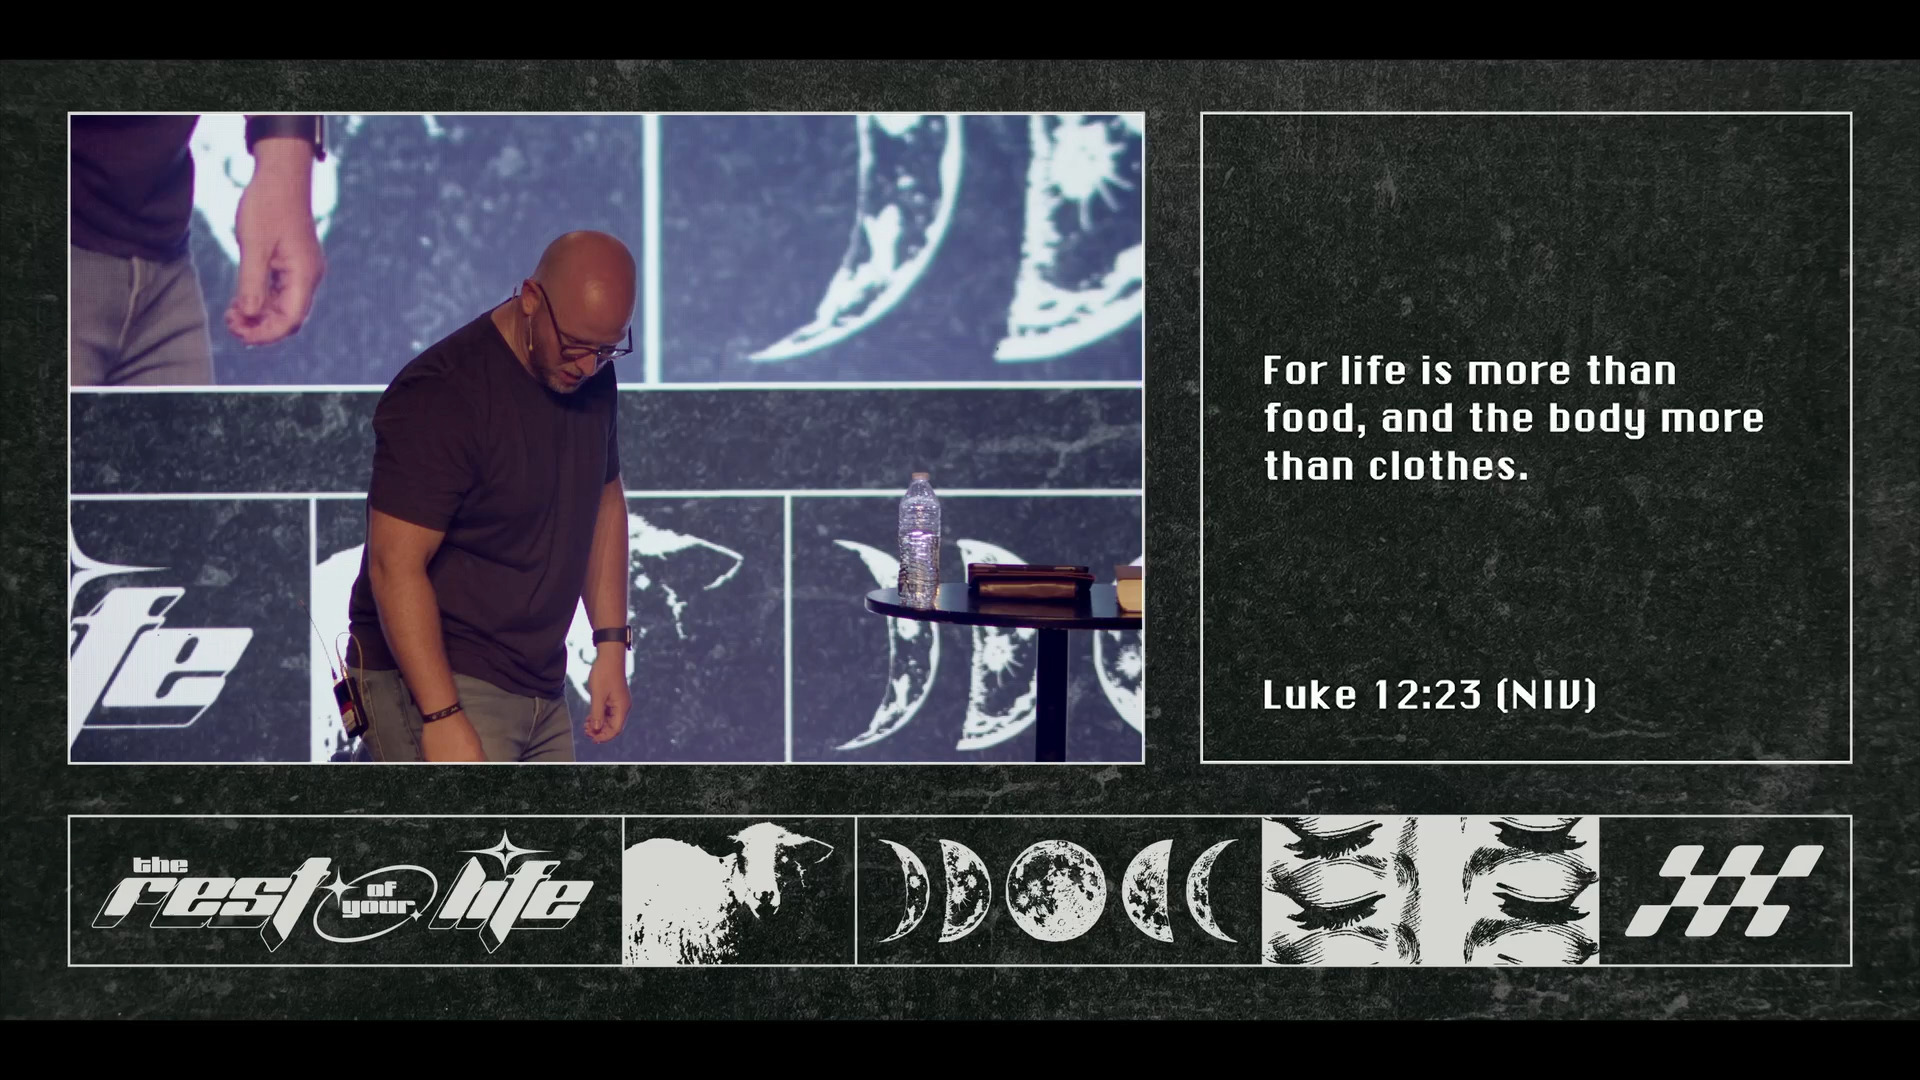 For life is more than
food, and the body more
than clothes.
Luke 12:23 (NIV)
the
rest of your life
ife